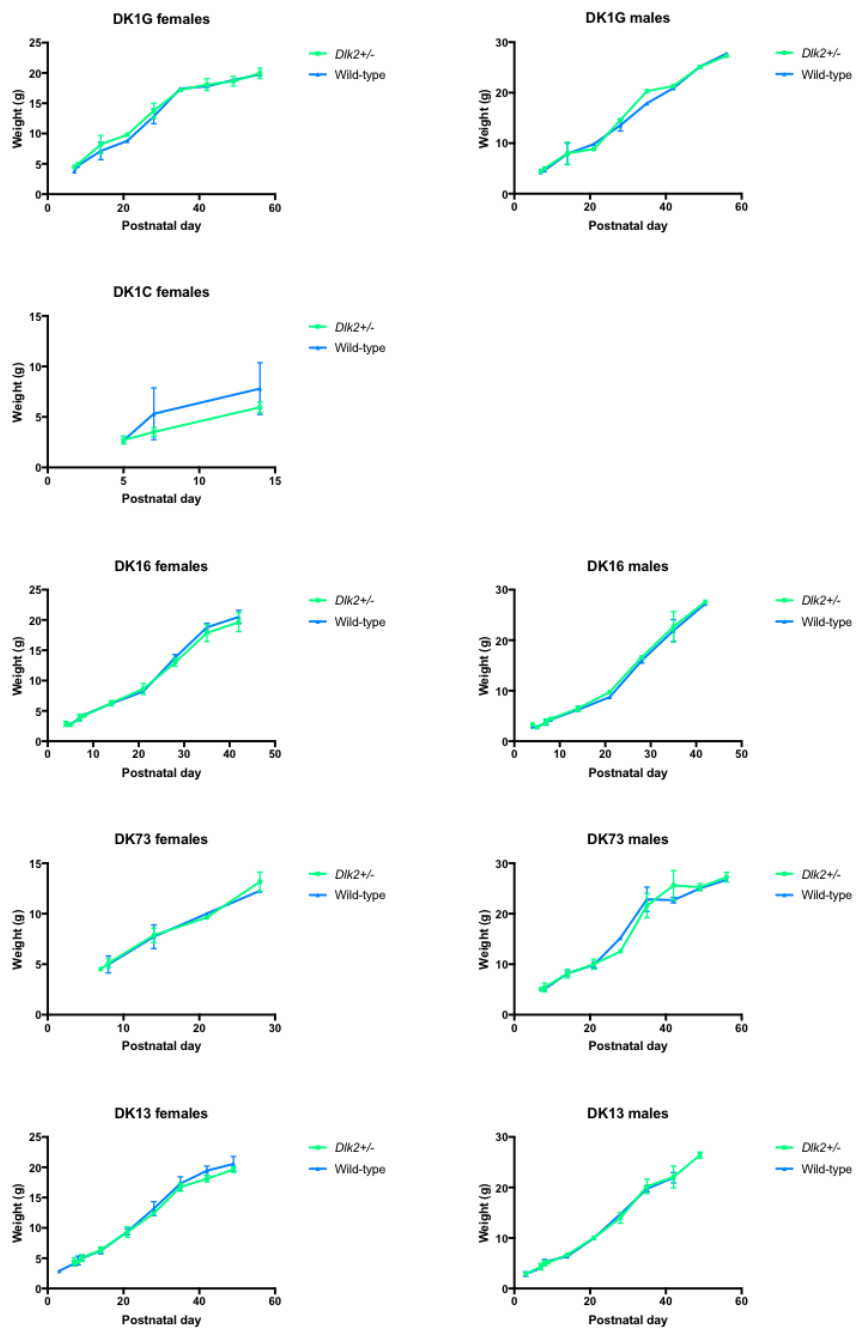 DK1G females
25
20
15
10
5
0
Weight (g)
0 20 40 60
Postnatal day
Dlk2+/-
Wild-type
DK1G males
30
20
10
0
Weight (g)
0 20 40 60
Postnatal day
Dlk2+/-
Wild-type
DK1C females
15
10
5
0
Weight (g)
0 5 10 15
Postnatal day
Dlk2+/-
Wild-type
DK16 females
25
20
15
10
5
0
Weight (g)
0 10 20 30 40 50
Postnatal day
Dlk2+/-
Wild-type
DK16 males
30
20
10
0
Weight (g)
0 10 20 30 40 50
Postnatal day
Dlk2+/-
Wild-type
DK73 females
15
10
5
0
Weight (g)
0 10 20 30
Postnatal day
Dlk2+/-
Wild-type
DK73 males
30
20
10
0
Weight (g)
0 20 40 60
Postnatal day
Dlk2+/-
Wild-type
DK13 females
25
20
15
10
5
0
Weight (g)
0 20 40 60
Postnatal day
Dlk2+/-
Wild-type
DK13 males
30
20
10
0
Weight (g)
0 20 40 60
Postnatal day
Dlk2+/-
Wild-type